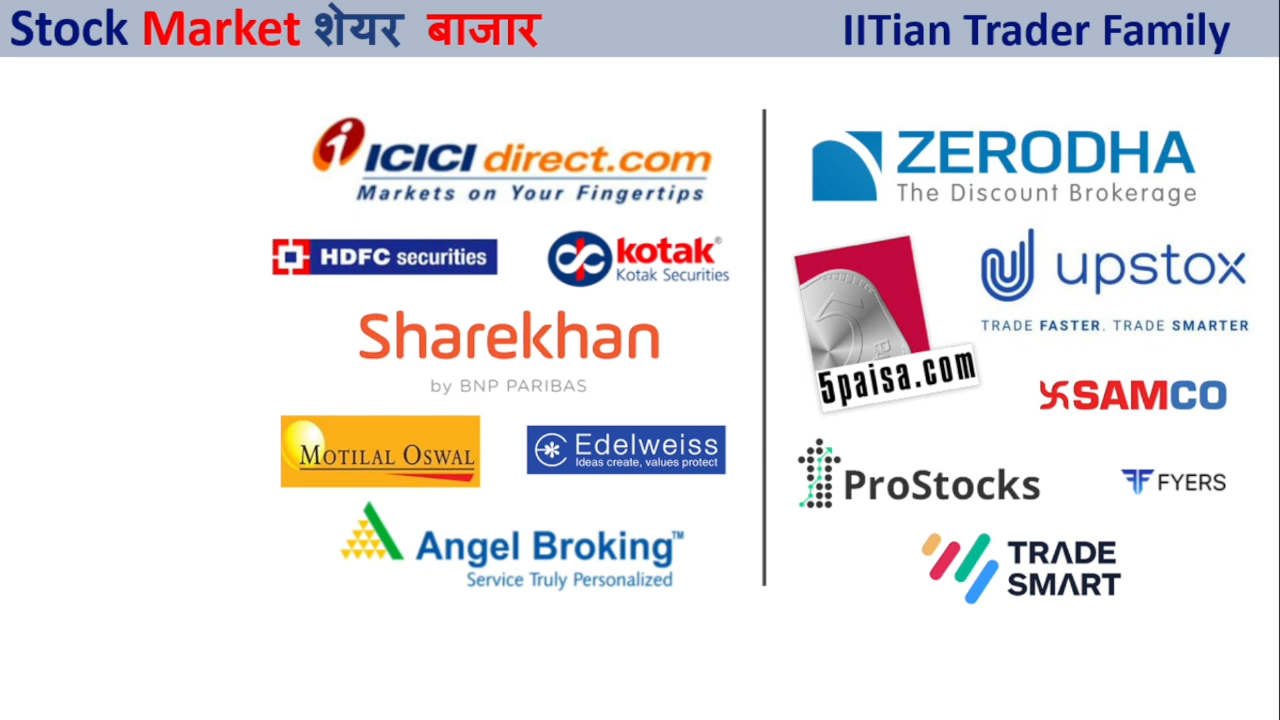 Stock Market शेयर बाजार
IITian Trader Family
ICICI direct.com
Markets on Your Fingertips
HDFC securities
kotak®
Kotak Securities
Sharekhan
by BNP PARIBAS
MOTILAL OSWAL
Edelweiss
Ideas create, values protect
Angel Broking™
Service Truly Personalized
ZERODHA
The Discount Brokerage
upstox
TRADE FASTER. TRADE SMARTER
5paisa.com
SAMCO
ProStocks
FYERS
TRADE
SMART